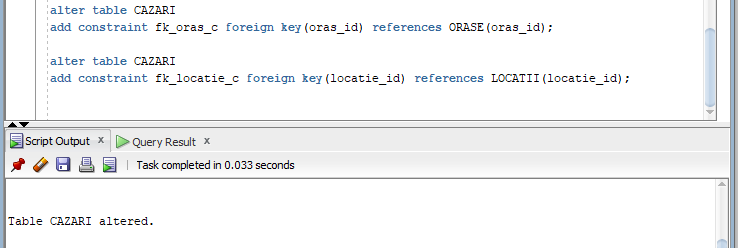 alter table CAZARI
add constraint fk_oras_c foreign key(oras_id) references ORASE(oras_id);
alter table CAZARI
add constraint fk_locatie_c foreign key(locatie_id) references LOCATII(locatie_id);
Script Output x Query Result x
Task completed in 0.033 seconds
Table CAZARI altered.